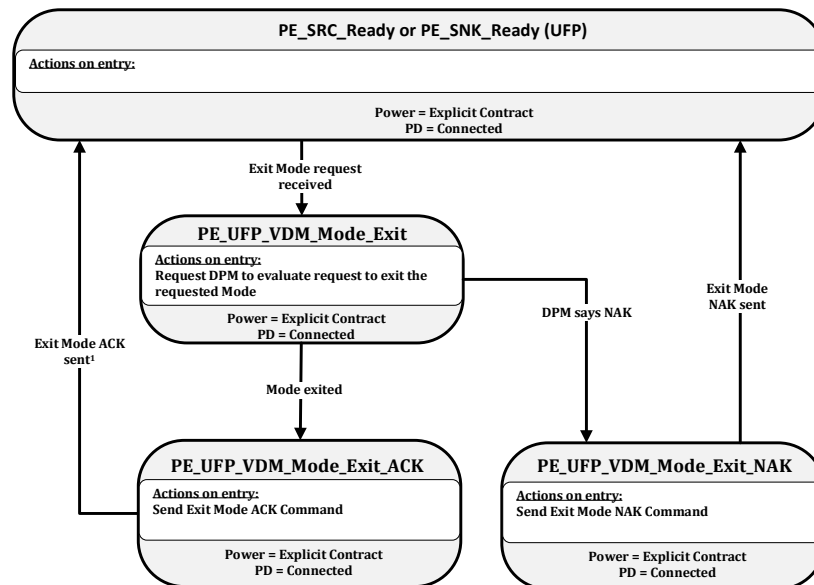 PE_SRC_Ready or PE_SNK_Ready (UFP)
Actions on entry:
Power = Explicit Contract
PD = Connected
Exit Mode request
received
PE_UFP_VDM_Mode_Exit
Actions on entry:
Request DPM to evaluate request to exit the
requested Mode
Power = Explicit Contract
PD = Connected
Exit Mode
NAK sent
DPM says NAK
Exit Mode ACK
sent¹
Mode exited
PE_UFP_VDM_Mode_Exit_ACK
Actions on entry:
Send Exit Mode ACK Command
Power = Explicit Contract
PD = Connected
PE_UFP_VDM_Mode_Exit_NAK
Actions on entry:
Send Exit Mode NAK Command
Power = Explicit Contract
PD = Connected